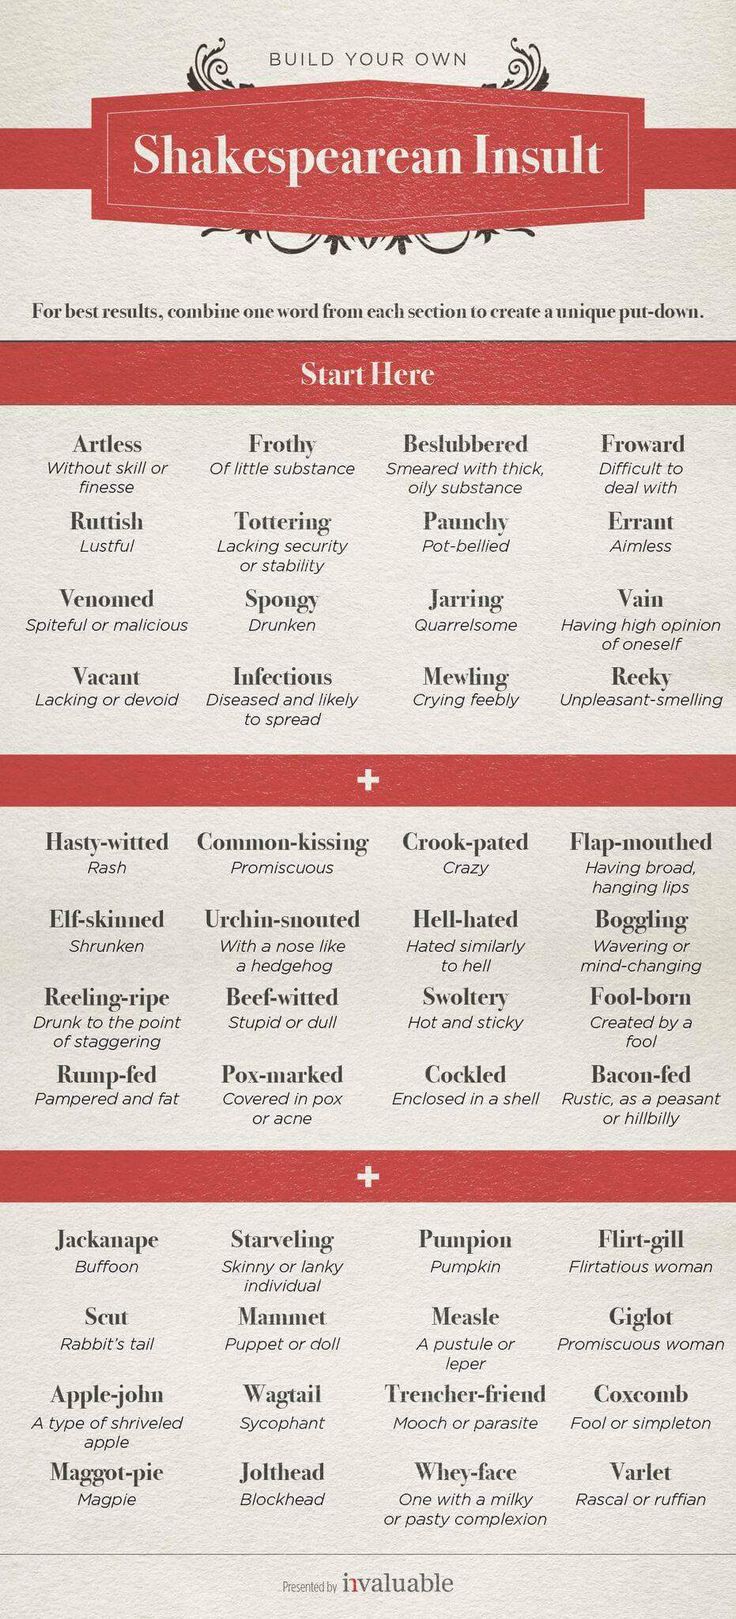 BUILD YOUR OWN
Shakespearean Insult
For best results, combine one word from each section to create a unique put-down.
Start Here
Artless Frothy Beslubbered Froward
Without skill or Of little substance Smeared with thick, Difficult to
finesse oily substance deal with
Ruttish Tottering Paunchy Errant
Lustful Lacking security Pot-bellied Aimless
or stability
Venomed Spongy Jarring Vain
Spiteful or malicious Drunken Quarrelsome Having high opinion
of oneself
Vacant Infectious Mewling Reeky
Lacking or devoid Diseased and likely Crying feebly Unpleasant-smelling
to spread
+
Hasty-witted Common-kissing Crook-pated Flap-mouthed
Rash Promiscuous Crazy Having broad,
hanging lips
Elf-skinned Urchin-snouted Hell-hated Boggling
Shrunken With a nose like Hated similarly Wavering or
a hedgehog to hell mind-changing
Reeling-ripe Beef-witted Swoltery Fool-born
Drunk to the point Stupid or dull Hot and sticky Created by a
of staggering fool
Rump-fed Pox-marked Cockled Bacon-fed
Pampered and fat Covered in pox Enclosed in a shell Rustic, as a peasant
or acne or hillbilly
+
Jackanape Starveling Pumpion Flirt-gill
Buffoon Skinny or lanky Pumpkin Flirtatious woman
individual
Scut Mammet Measle Giglot
Rabbit's tail Puppet or doll A pustule or Promiscuous woman
leper
Apple-john Wagtail Trencher-friend Coxcomb
A type of shriveled Sycophant Mooch or parasite Fool or simpleton
apple
Maggot-pie Jolthead Whey-face Varlet
Magpie Blockhead One with a milky Rascal or ruffian
or pasty complexion
Presented by invaluable